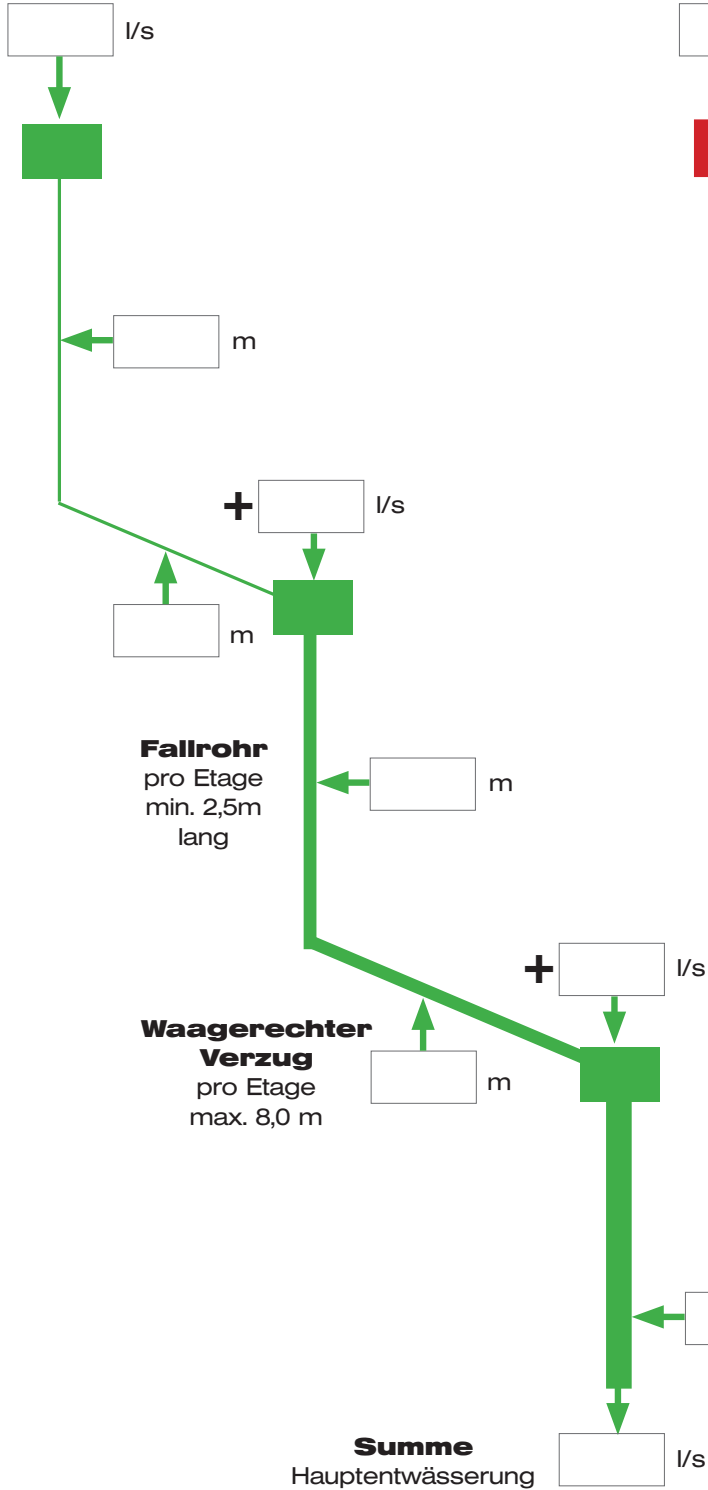 l/s
m
+ l/s
m
Fallrohr
pro Etage
min. 2,5m
lang
m
+ l/s
Waagerechter
Verzug
pro Etage
max. 8,0 m
m
Summe
Hauptentwässerung
l/s